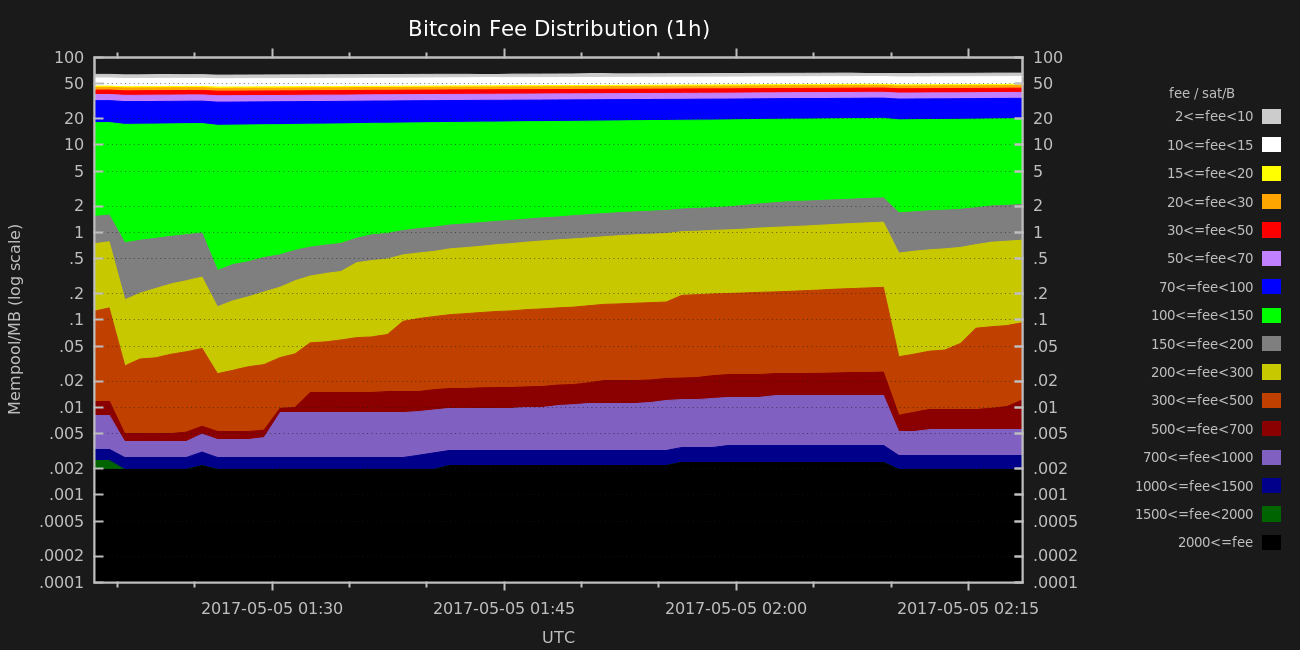 Bitcoin Fee Distribution (1h)
Mempool/MB (log scale)
100
50
20
10
5
2
1
.5
.2
.1
.05
.02
.01
.005
.002
.001
.0005
.0002
.0001
100
50
20
10
5
2
1
.5
.2
.1
.05
.02
.01
.005
.002
.001
.0005
.0002
.0001
2017-05-05 01:30 2017-05-05 01:45 2017-05-05 02:00 2017-05-05 02:15
UTC
fee / sat/B
2<=fee<10
10<=fee<15
15<=fee<20
20<=fee<30
30<=fee<50
50<=fee<70
70<=fee<100
100<=fee<150
150<=fee<200
200<=fee<300
300<=fee<500
500<=fee<700
700<=fee<1000
1000<=fee<1500
1500<=fee<2000
2000<=fee